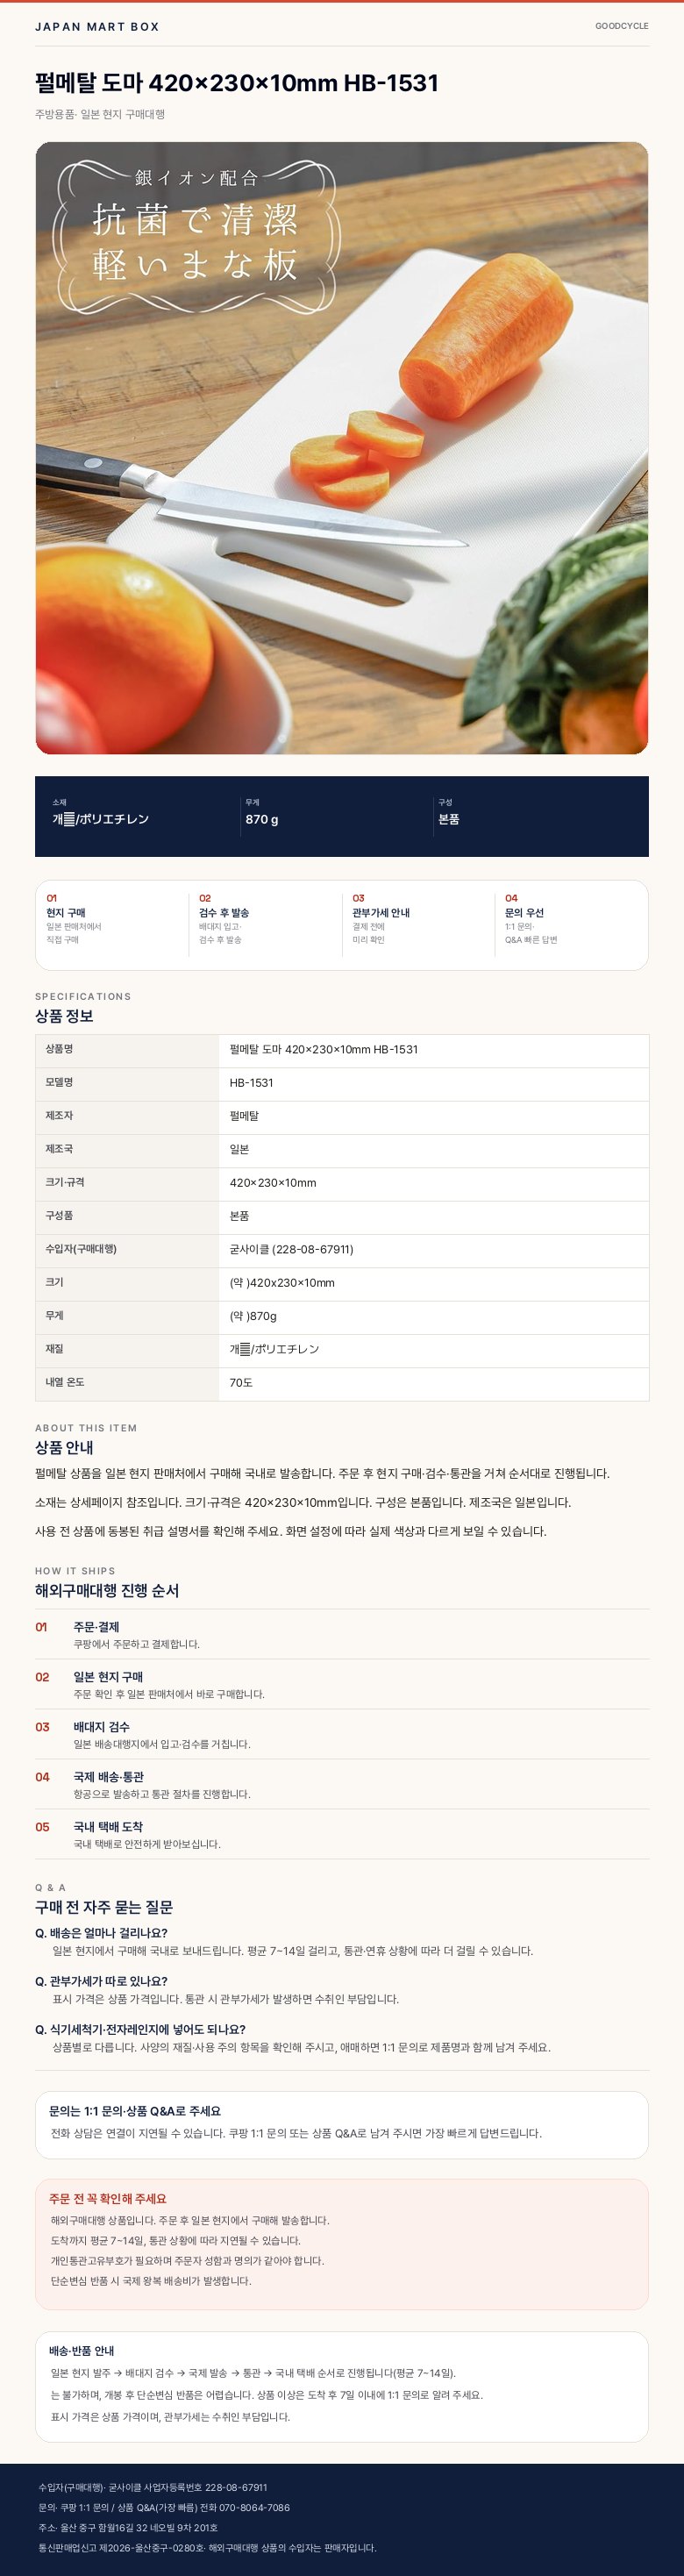 JAPAN MART BOX
GOODCYCLE
펄메탈 도마 420×230×10mm HB-1531
주방용품· 일본 현지 구매대행
銀イオン配合
抗菌で清潔
軽いまな板
소재
무게
구성
개▒/ポリエチレン
870 g
본품
01
현지 구매
일본 판매처에서
직접 구매
02
검수 후 발송
배대지 입고·
검수 후 발송
03
관부가세 안내
결제 전에
미리 확인
04
문의 우선
1:1 문의·
Q&A 빠른 답변
SPECIFICATIONS
상품 정보
상품명 펄메탈 도마 420×230×10mm HB-1531
모델명 HB-1531
제조자 펄메탈
제조국 일본
크기·규격 420×230×10mm
구성품 본품
수입자(구매대행) 굳사이클 (228-08-67911)
크기 (약 )420x230×10mm
무게 (약 )870g
재질 개▒/ポリエチレン
내열 온도 70도
ABOUT THIS ITEM
상품 안내
펄메탈 상품을 일본 현지 판매처에서 구매해 국내로 발송합니다. 주문 후 현지 구매·검수·통관을 거쳐 순서대로 진행됩니다.
소재는 상세페이지 참조입니다. 크기·규격은 420×230×10mm입니다. 구성은 본품입니다. 제조국은 일본입니다.
사용 전 상품에 동봉된 취급 설명서를 확인해 주세요. 화면 설정에 따라 실제 색상과 다르게 보일 수 있습니다.
HOW IT SHIPS
해외구매대행 진행 순서
01 주문·결제
쿠팡에서 주문하고 결제합니다.
02 일본 현지 구매
주문 확인 후 일본 판매처에서 바로 구매합니다.
03 배대지 검수
일본 배송대행지에서 입고·검수를 거칩니다.
04 국제 배송·통관
항공으로 발송하고 통관 절차를 진행합니다.
05 국내 택배 도착
국내 택배로 안전하게 받아보십니다.
Q & A
구매 전 자주 묻는 질문
Q. 배송은 얼마나 걸리나요?
일본 현지에서 구매해 국내로 보내드립니다. 평균 7~14일 걸리고, 통관·연휴 상황에 따라 더 걸릴 수 있습니다.
Q. 관부가세가 따로 있나요?
표시 가격은 상품 가격입니다. 통관 시 관부가세가 발생하면 수취인 부담입니다.
Q. 식기세척기·전자레인지에 넣어도 되나요?
상품별로 다릅니다. 사양의 재질·사용 주의 항목을 확인해 주시고, 애매하면 1:1 문의로 제품명과 함께 남겨 주세요.
문의는 1:1 문의·상품 Q&A로 주세요
전화 상담은 연결이 지연될 수 있습니다. 쿠팡 1:1 문의 또는 상품 Q&A로 남겨 주시면 가장 빠르게 답변드립니다.
주문 전 꼭 확인해 주세요
해외구매대행 상품입니다. 주문 후 일본 현지에서 구매해 발송합니다.
도착까지 평균 7~14일, 통관 상황에 따라 지연될 수 있습니다.
개인통관고유부호가 필요하며 주문자 성함과 명의가 같아야 합니다.
단순변심 반품 시 국제 왕복 배송비가 발생합니다.
배송·반품 안내
일본 현지 발주 → 배대지 검수 → 국제 발송 → 통관 → 국내 택배 순서로 진행됩니다(평균 7~14일).
는 불가하며, 개봉 후 단순변심 반품은 어렵습니다. 상품 이상은 도착 후 7일 이내에 1:1 문의로 알려 주세요.
표시 가격은 상품 가격이며, 관부가세는 수취인 부담입니다.
수입자(구매대행)· 굳사이클 사업자등록번호 228-08-67911
문의· 쿠팡 1:1 문의 / 상품 Q&A(가장 빠름) 전화 070-8064-7086
주소· 울산 중구 함월16길 32 네오빌 9차 201호
통신판매업신고 제2026-울산중구-0280호· 해외구매대행 상품의 수입자는 판매자입니다.